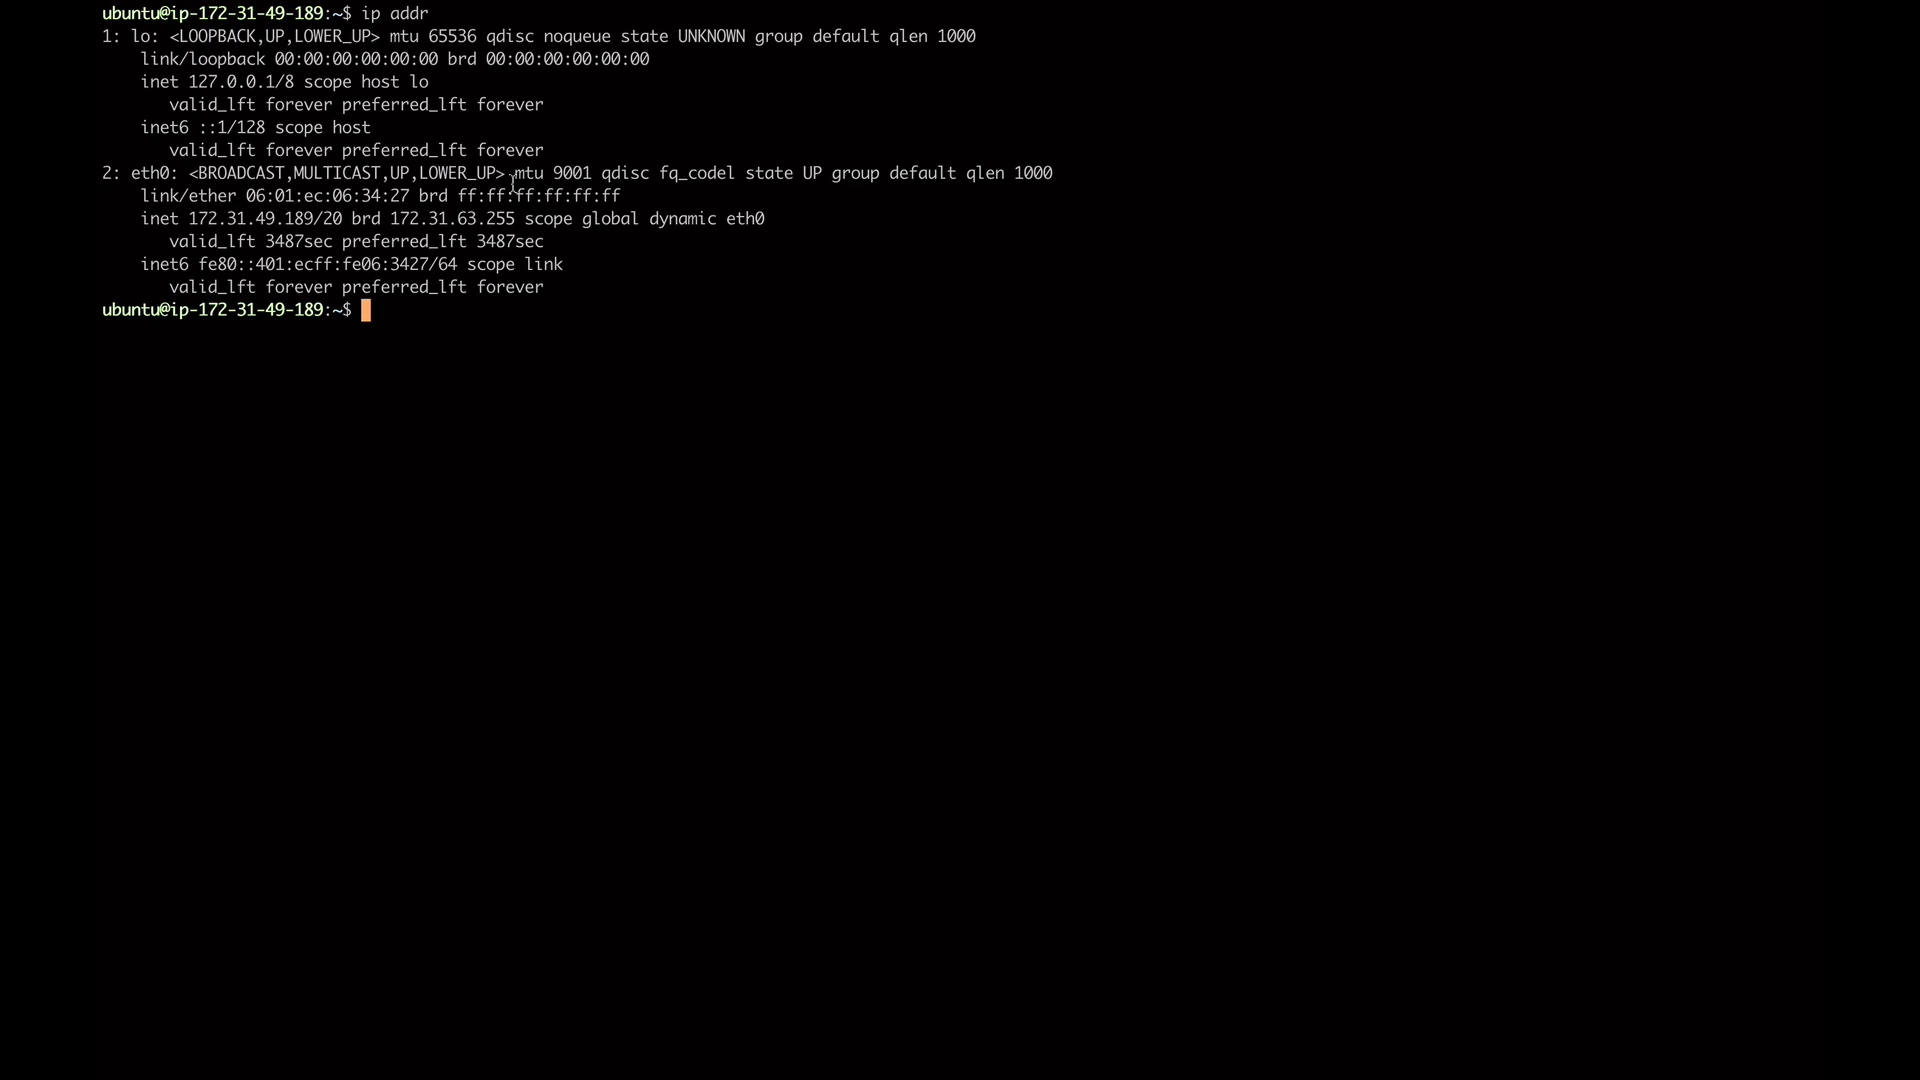 ubuntu@ip-172-31-49-189:~$ ip addr
1: lo: <LOOPBACK,UP,LOWER_UP> mtu 65536 qdisc noqueue state UNKNOWN group default qlen 1000
    link/loopback 00:00:00:00:00:00 brd 00:00:00:00:00:00
    inet 127.0.0.1/8 scope host lo
       valid_lft forever preferred_lft forever
    inet6 ::1/128 scope host
       valid_lft forever preferred_lft forever
2: eth0: <BROADCAST,MULTICAST,UP,LOWER_UP> mtu 9001 qdisc fq_codel state UP group default qlen 1000
    link/ether 06:01:ec:06:34:27 brd ff:ff:ff:ff:ff:ff
    inet 172.31.49.189/20 brd 172.31.63.255 scope global dynamic eth0
       valid_lft 3487sec preferred_lft 3487sec
    inet6 fe80::401:ecff:fe06:3427/64 scope link
       valid_lft forever preferred_lft forever
ubuntu@ip-172-31-49-189:~$